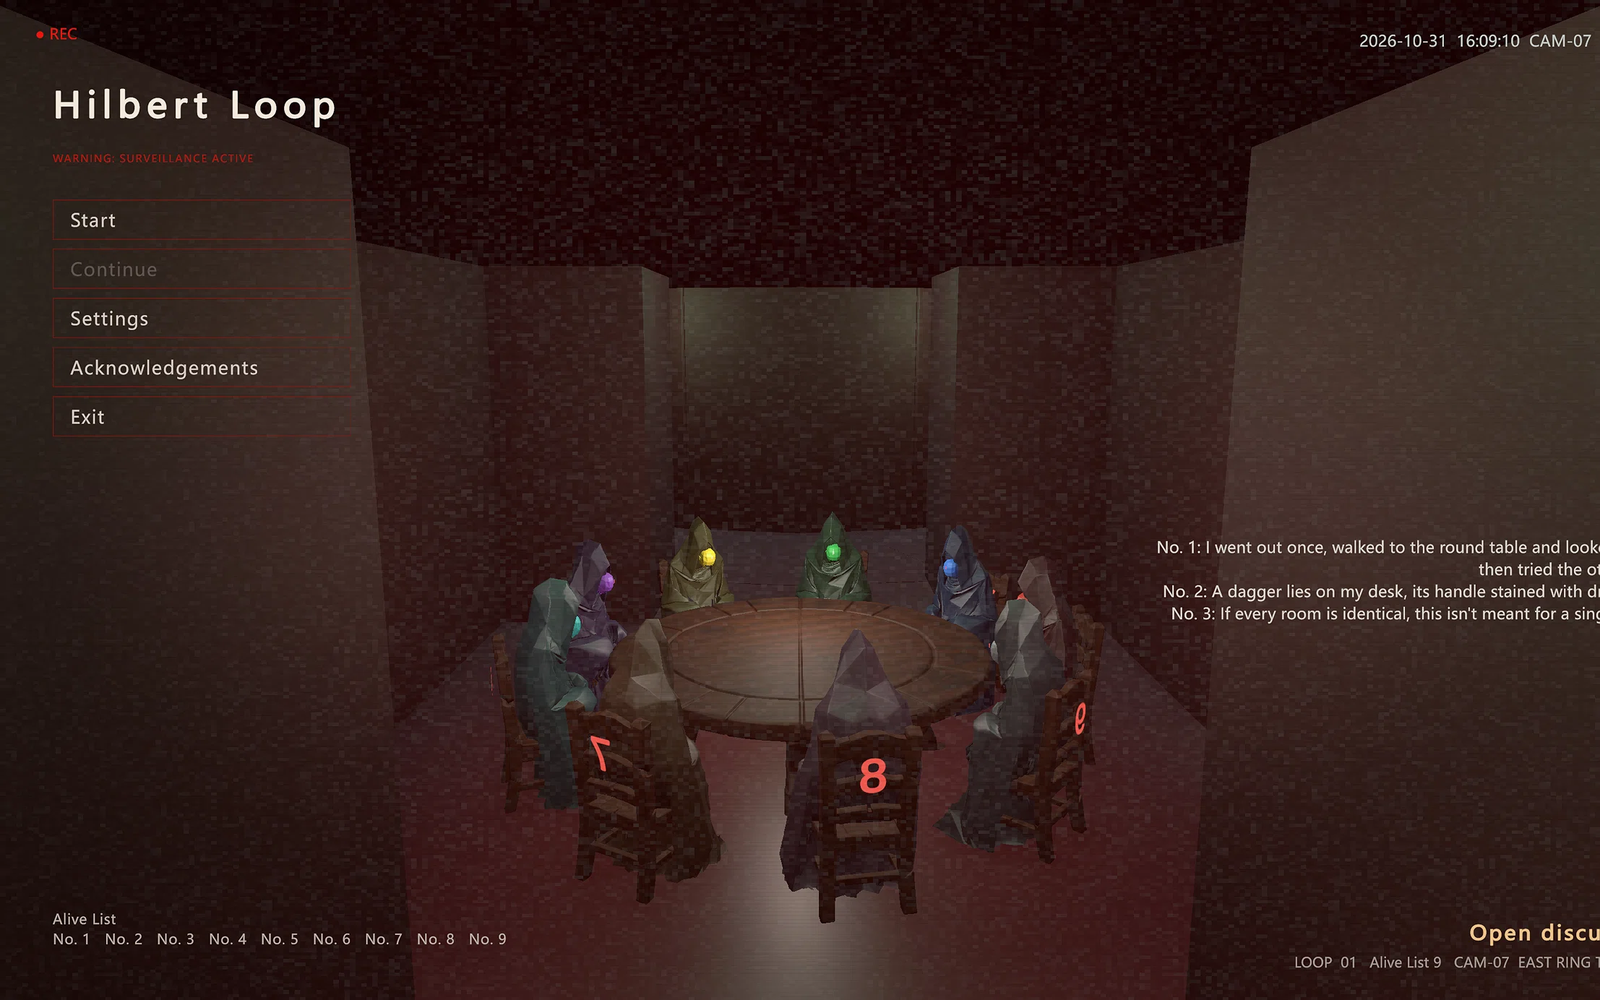 REC
2026-10-31 16:09:10 CAM-07
Hilbert Loop
WARNING: SURVEILLANCE ACTIVE
Start
Continue
Settings
Acknowledgements
Exit
No. 1: I went out once, walked to the round table and
then tried the
No. 2: A dagger lies on my desk, its handle stained with
No. 3: If every room is identical, this isn't meant for a
7
8
9
Alive List
No. 1 No. 2 No. 3 No. 4 No. 5 No. 6 No. 7 No. 8 No. 9
Open
LOOP 01 Alive List 9 CAM-07 EAST RING